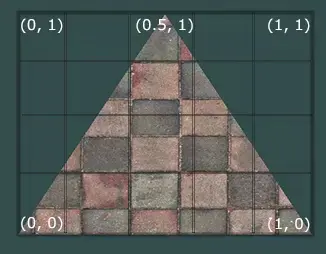 (0, 1) (0.5, 1) (1, 1)
(0, 0) (1, 0)